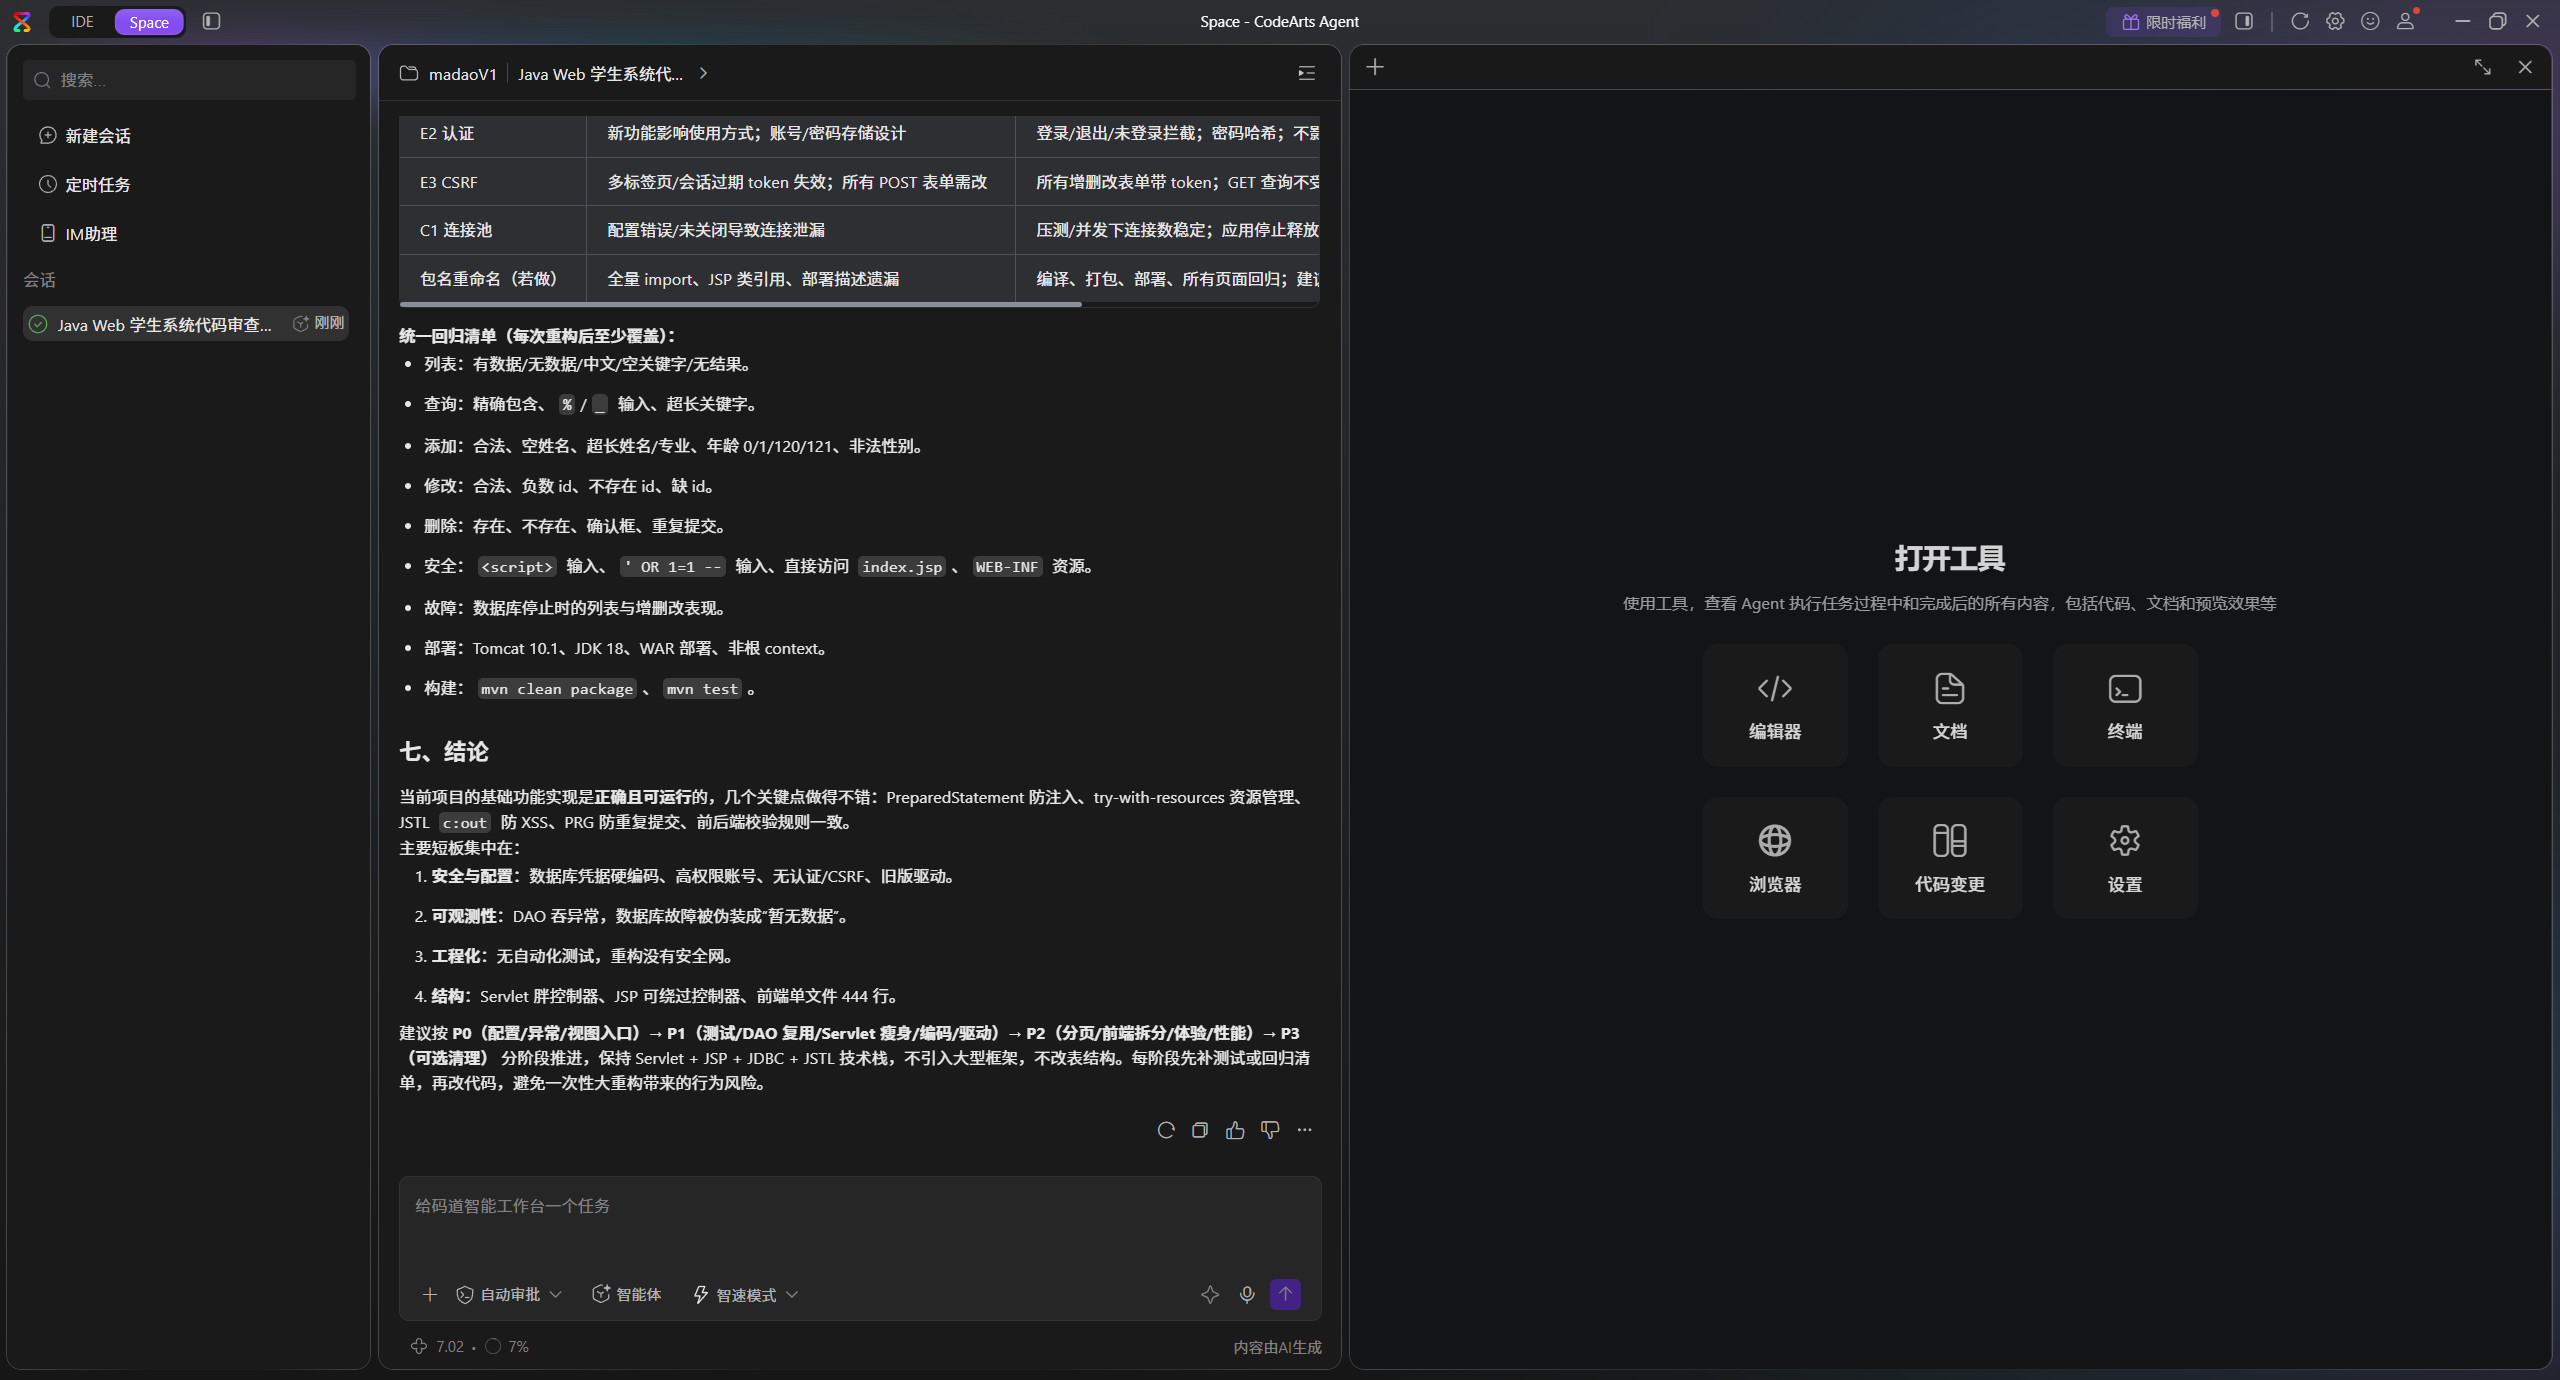 IDE
Space
Space - CodeArts Agent
限时福利
搜索...
新建会话
定时任务
IM助理
会话
Java Web 学生系统代码审查... 刚刚
madaoV1 Java Web 学生系统代... >
E2 认证 新功能影响使用方式；账号/密码存储设计 登录/退出/未登录拦截；密码哈希；不影
E3 CSRF 多标签页/会话过期 token 失效；所有 POST 表单需改 所有增删改表单带 token；GET 查询不受
C1 连接池 配置错误/未关闭导致连接泄漏 压测/并发下连接数稳定；应用停止释放
包名重命名（若做） 全量 import、JSP 类引用、部署描述遗漏 编译、打包、部署、所有页面回归；建议
统一回归清单（每次重构后至少覆盖）：
• 列表：有数据/无数据/中文/空关键字/无结果。
• 查询：精确包含、 % / _ 输入、超长关键字。
• 添加：合法、空姓名、超长姓名/专业、年龄 0/1/120/121、非法性别。
• 修改：合法、负数 id、不存在 id、缺 id。
• 删除：存在、不存在、确认框、重复提交。
• 安全： <script> 输入、 ' OR 1=1 -- 输入、直接访问 index.jsp 、 WEB-INF 资源。
• 故障：数据库停止时的列表与增删改表现。
• 部署：Tomcat 10.1、JDK 18、WAR 部署、非根 context。
• 构建： mvn clean package 、 mvn test 。
七、结论
当前项目的基础功能实现是正确且可运行的，几个关键点做得不错：PreparedStatement 防注入、try-with-resources 资源管理、
JSTL c:out 防 XSS、PRG 防重复提交、前后端校验规则一致。
主要短板集中在：
1. 安全与配置：数据库凭据硬编码、高权限账号、无认证/CSRF、旧版驱动。
2. 可观测性：DAO 吞异常，数据库故障被伪装成“暂无数据”。
3. 工程化：无自动化测试，重构没有安全网。
4. 结构：Servlet 胖控制器、JSP 可绕过控制器、前端单文件 444 行。
建议按 P0（配置/异常/视图入口）→ P1（测试/DAO 复用/Servlet 瘦身/编码/驱动）→ P2（分页/前端拆分/体验/性能）→ P3
（可选清理） 分阶段推进，保持 Servlet + JSP + JDBC + JSTL 技术栈，不引入大型框架，不改表结构。每阶段先补测试或回归清
单，再改代码，避免一次性大重构带来的行为风险。
给码道智能工作台一个任务
自动审批 智能体 智速模式
7.02 • 7%
内容由AI生成
打开工具
使用工具，查看 Agent 执行任务过程中和完成后的所有内容，包括代码、文档和预览效果等
编辑器 文档 终端
浏览器 代码变更 设置